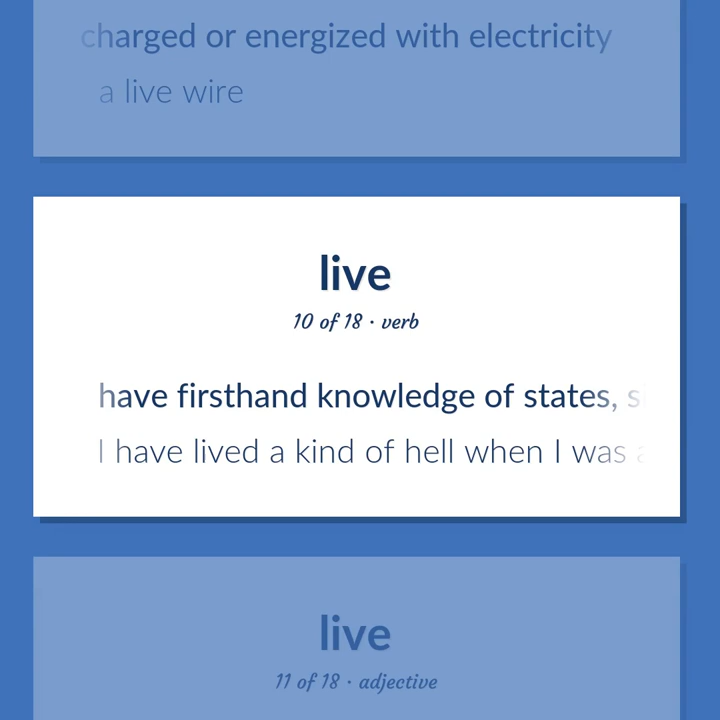 charged or energized with electricity
a live wire
live
10 of 18 · verb
have firsthand knowledge of states,
I have lived a kind of hell when I was
live
11 of 18 · adjective